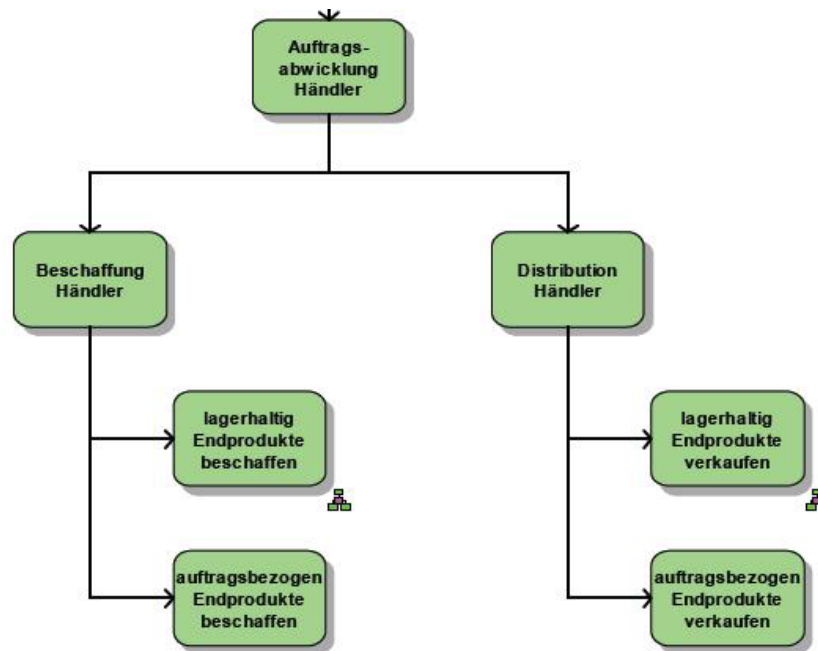 Auftrags-
abwicklung
Händler
Beschaffung
Händler
Distribution
Händler
lagerhaltig
Endprodukte
beschaffen
lagerhaltig
Endprodukte
verkaufen
auftragsbezogen
Endprodukte
beschaffen
auftragsbezogen
Endprodukte
verkaufen